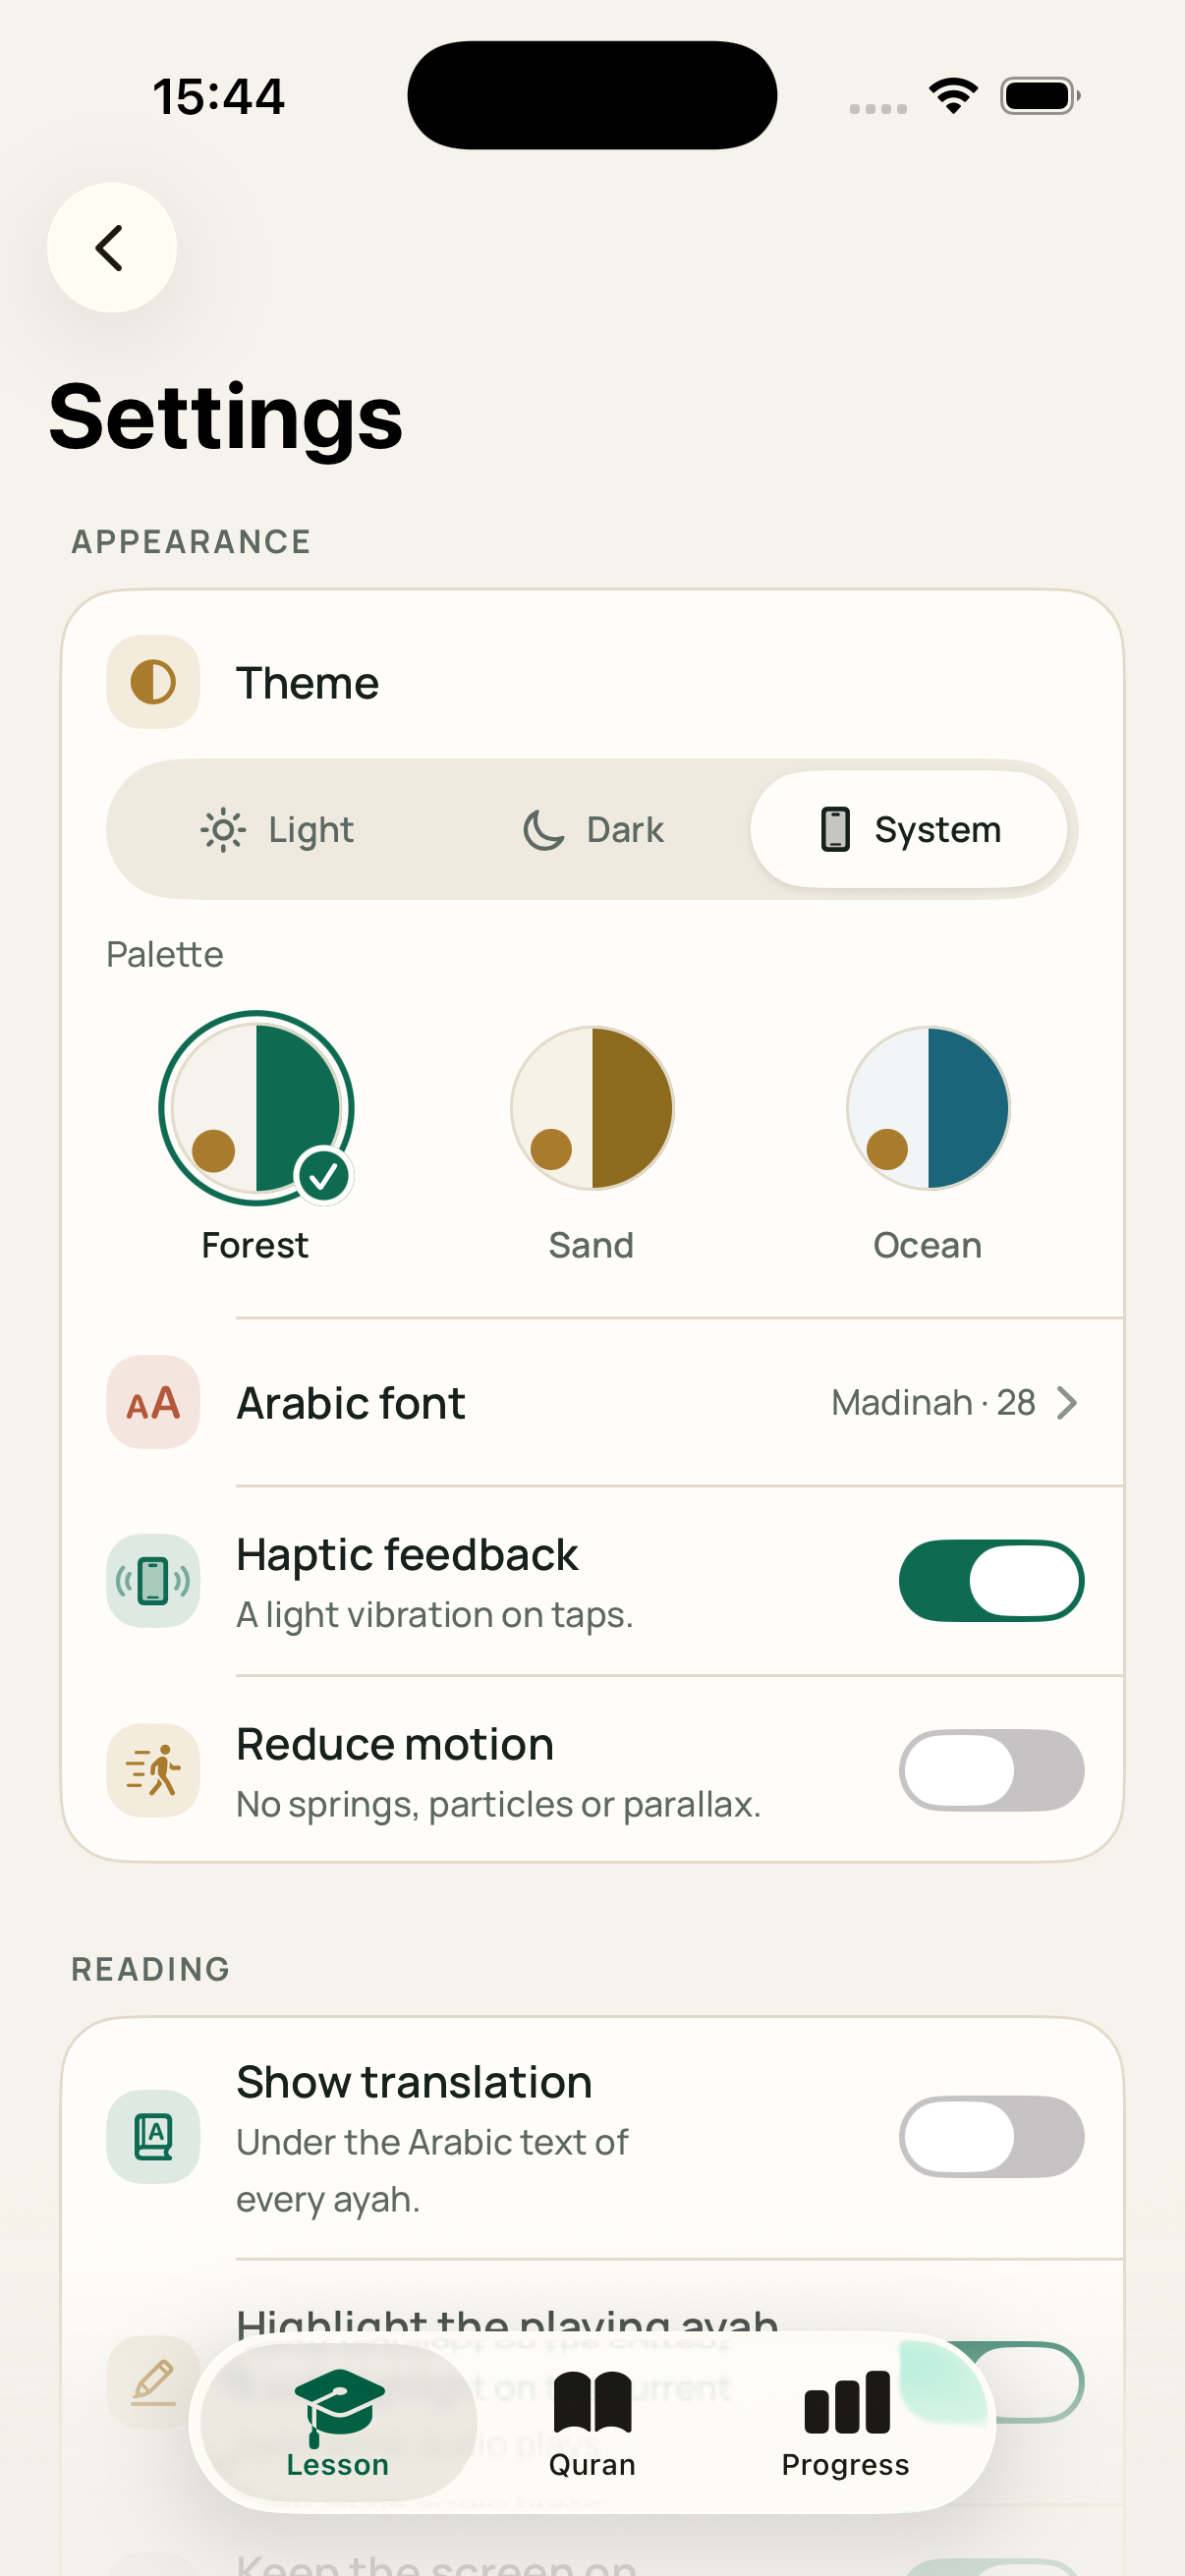 15:44
Settings
APPEARANCE
Theme
Light
Dark
System
Palette
Forest
Sand
Ocean
Arabic font
Madinah · 28
Haptic feedback
A light vibration on taps.
Reduce motion
No springs, particles or parallax.
READING
Show translation
Under the Arabic text of
every ayah.
Highlight the playing ayah
Lesson
Quran
Progress
Keep the screen on